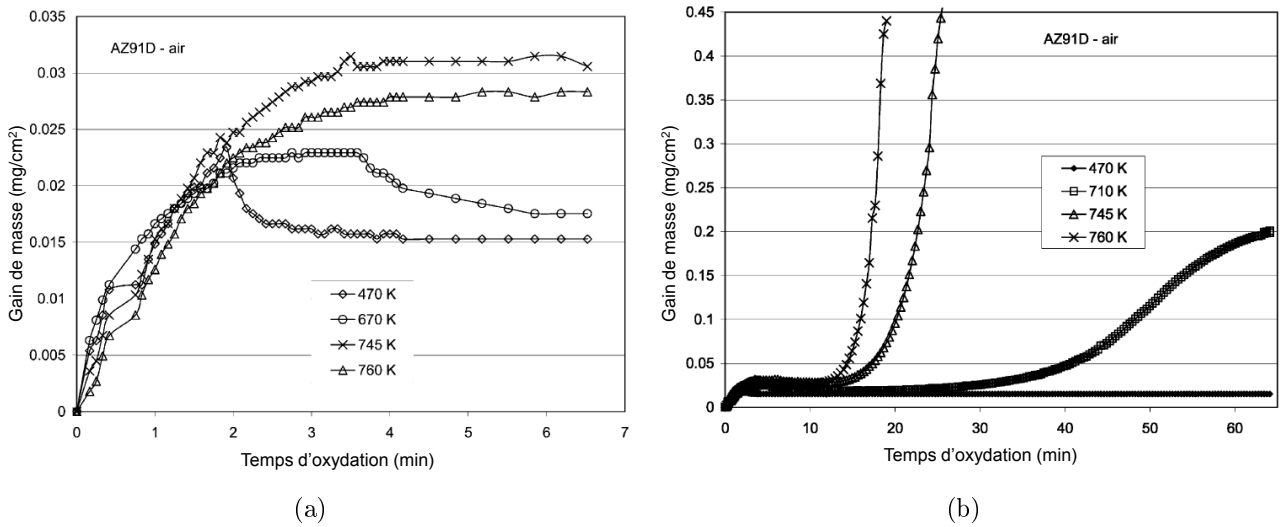 0.035
0.03
0.025
0.02
0.015
0.01
0.005
0
AZ91D - air
Gain de masse (mg/cm²)
470 K
670 K
745 K
760 K
0 1 2 3 4 5 6 7
Temps d'oxydation (min)
(a)
0.45
0.4
0.35
0.3
0.25
0.2
0.15
0.1
0.05
0
AZ91D - air
Gain de masse (mg/cm²)
470 K
710 K
745 K
760 K
0 10 20 30 40 50 60
Temps d'oxydation (min)
(b)